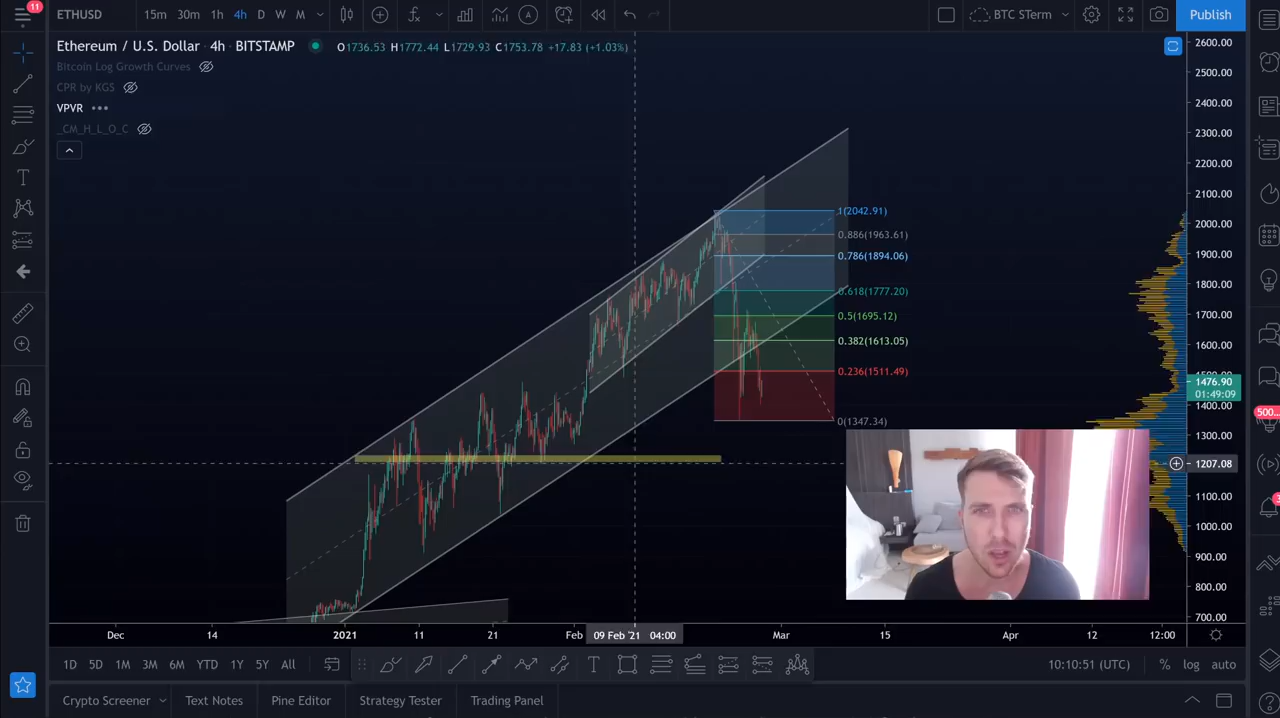 11
ETHUSD
15m 30m 1h 4h D W M
BTC STerm
Publish
Ethereum / U.S. Dollar · 4h · BITSTAMP
O1736.53 H1772.44 L1729.93 C1753.78 +17.83 (+1.03%)
Bitcoin Log Growth Curves
CPR by KGS
VPVR
_CM_H_L_O_C
2600.00
2500.00
2400.00
2300.00
2200.00
2100.00
2000.00
1900.00
1800.00
1700.00
1600.00
1476.90
01:49:09
1400.00
1300.00
1207.08
1100.00
1000.00
900.00
800.00
700.00
1(2042.91)
0.886(1963.61)
0.786(1894.06)
0.618(1777.20)
0.5(1695.12)
0.382(1613.05)
0.236(1511.49)
0(1347.34)
500...
Dec 14 2021 11 21 Feb 09 Feb '21 04:00 Mar 15 Apr 12 12:00
1D 5D 1M 3M 6M YTD 1Y 5Y All
10:10:51 (UTC) % log auto
Crypto Screener Text Notes Pine Editor Strategy Tester Trading Panel